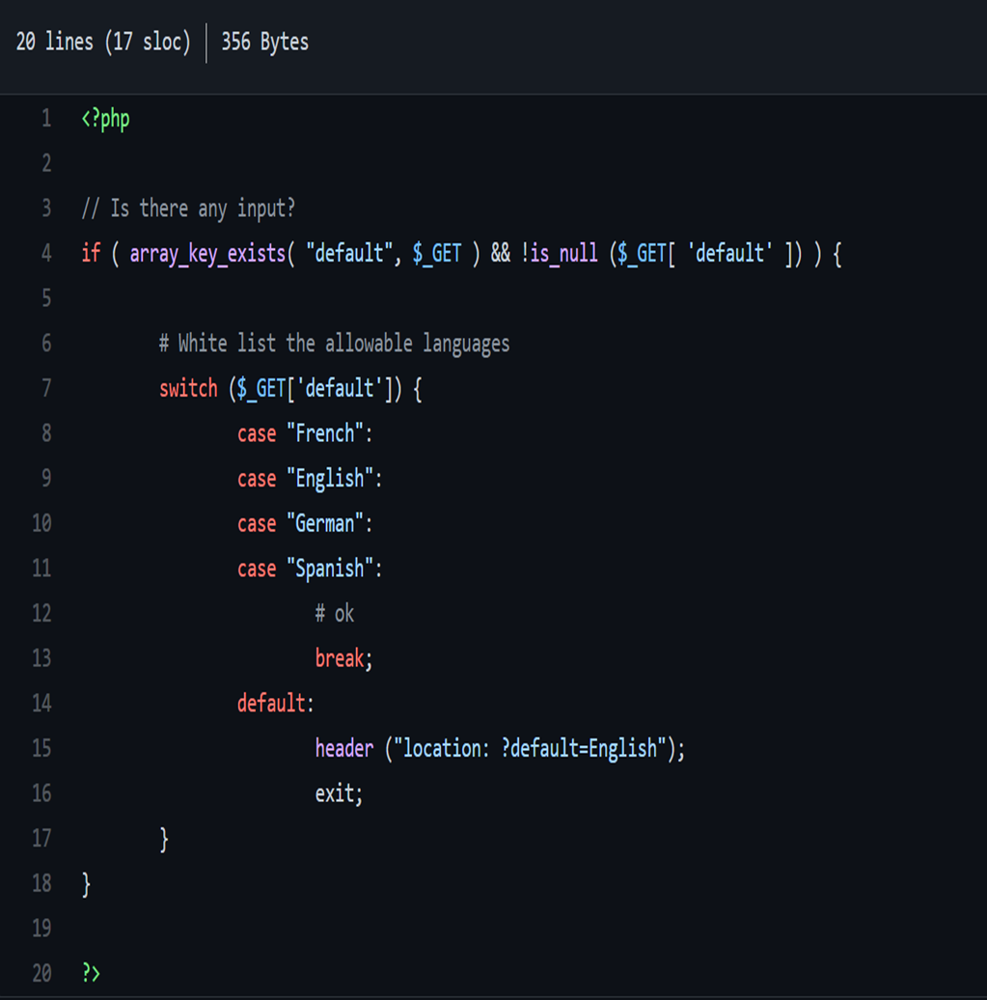 20 lines (17 sloc) | 356 Bytes
1 <?php
2
3 // Is there any input?
4 if ( array_key_exists( "default", $_GET ) && !is_null ($_GET[ 'default' ]) ) {
5
6 # White list the allowable languages
7 switch ($_GET['default']) {
8 case "French":
9 case "English":
10 case "German":
11 case "Spanish":
12 # ok
13 break;
14 default:
15 header ("location: ?default=English");
16 exit;
17 }
18 }
19
20 ?>